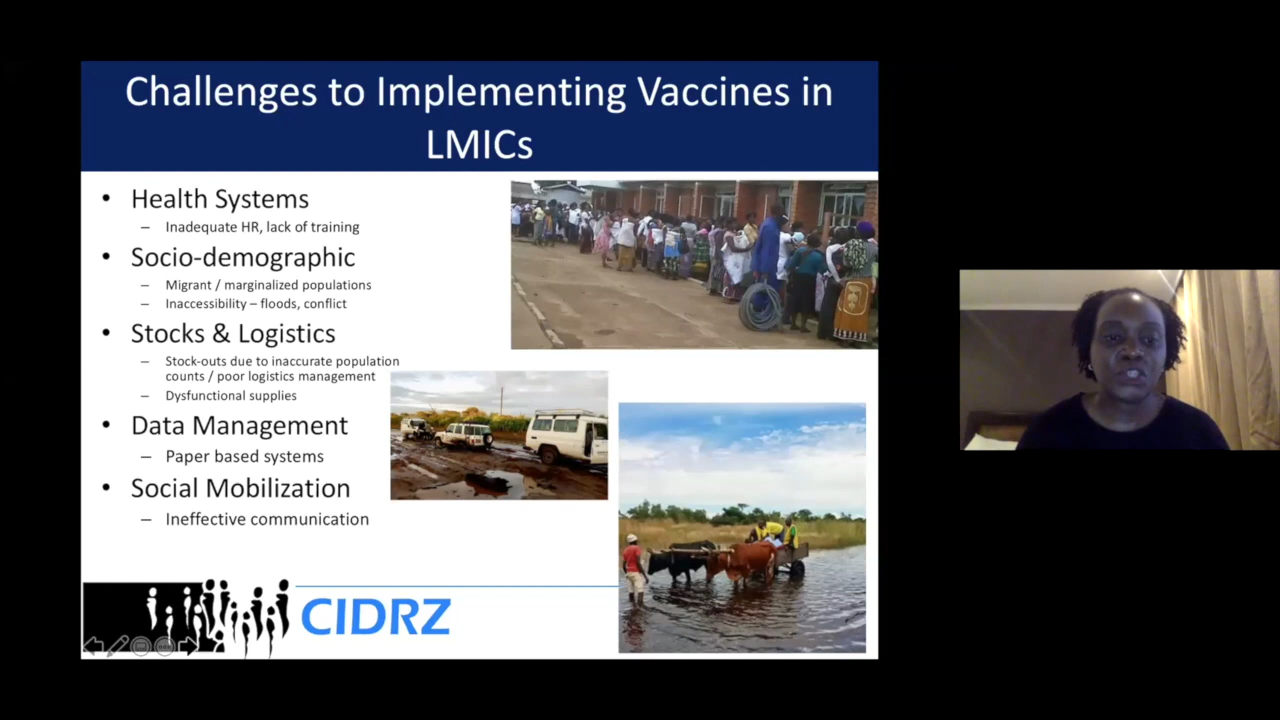 Challenges to Implementing Vaccines in
LMICs
• Health Systems
– Inadequate HR, lack of training
• Socio-demographic
– Migrant / marginalized populations
– Inaccessibility – floods, conflict
• Stocks & Logistics
– Stock-outs due to inaccurate population
counts / poor logistics management
– Dysfunctional supplies
• Data Management
– Paper based systems
• Social Mobilization
– Ineffective communication
CIDRZ